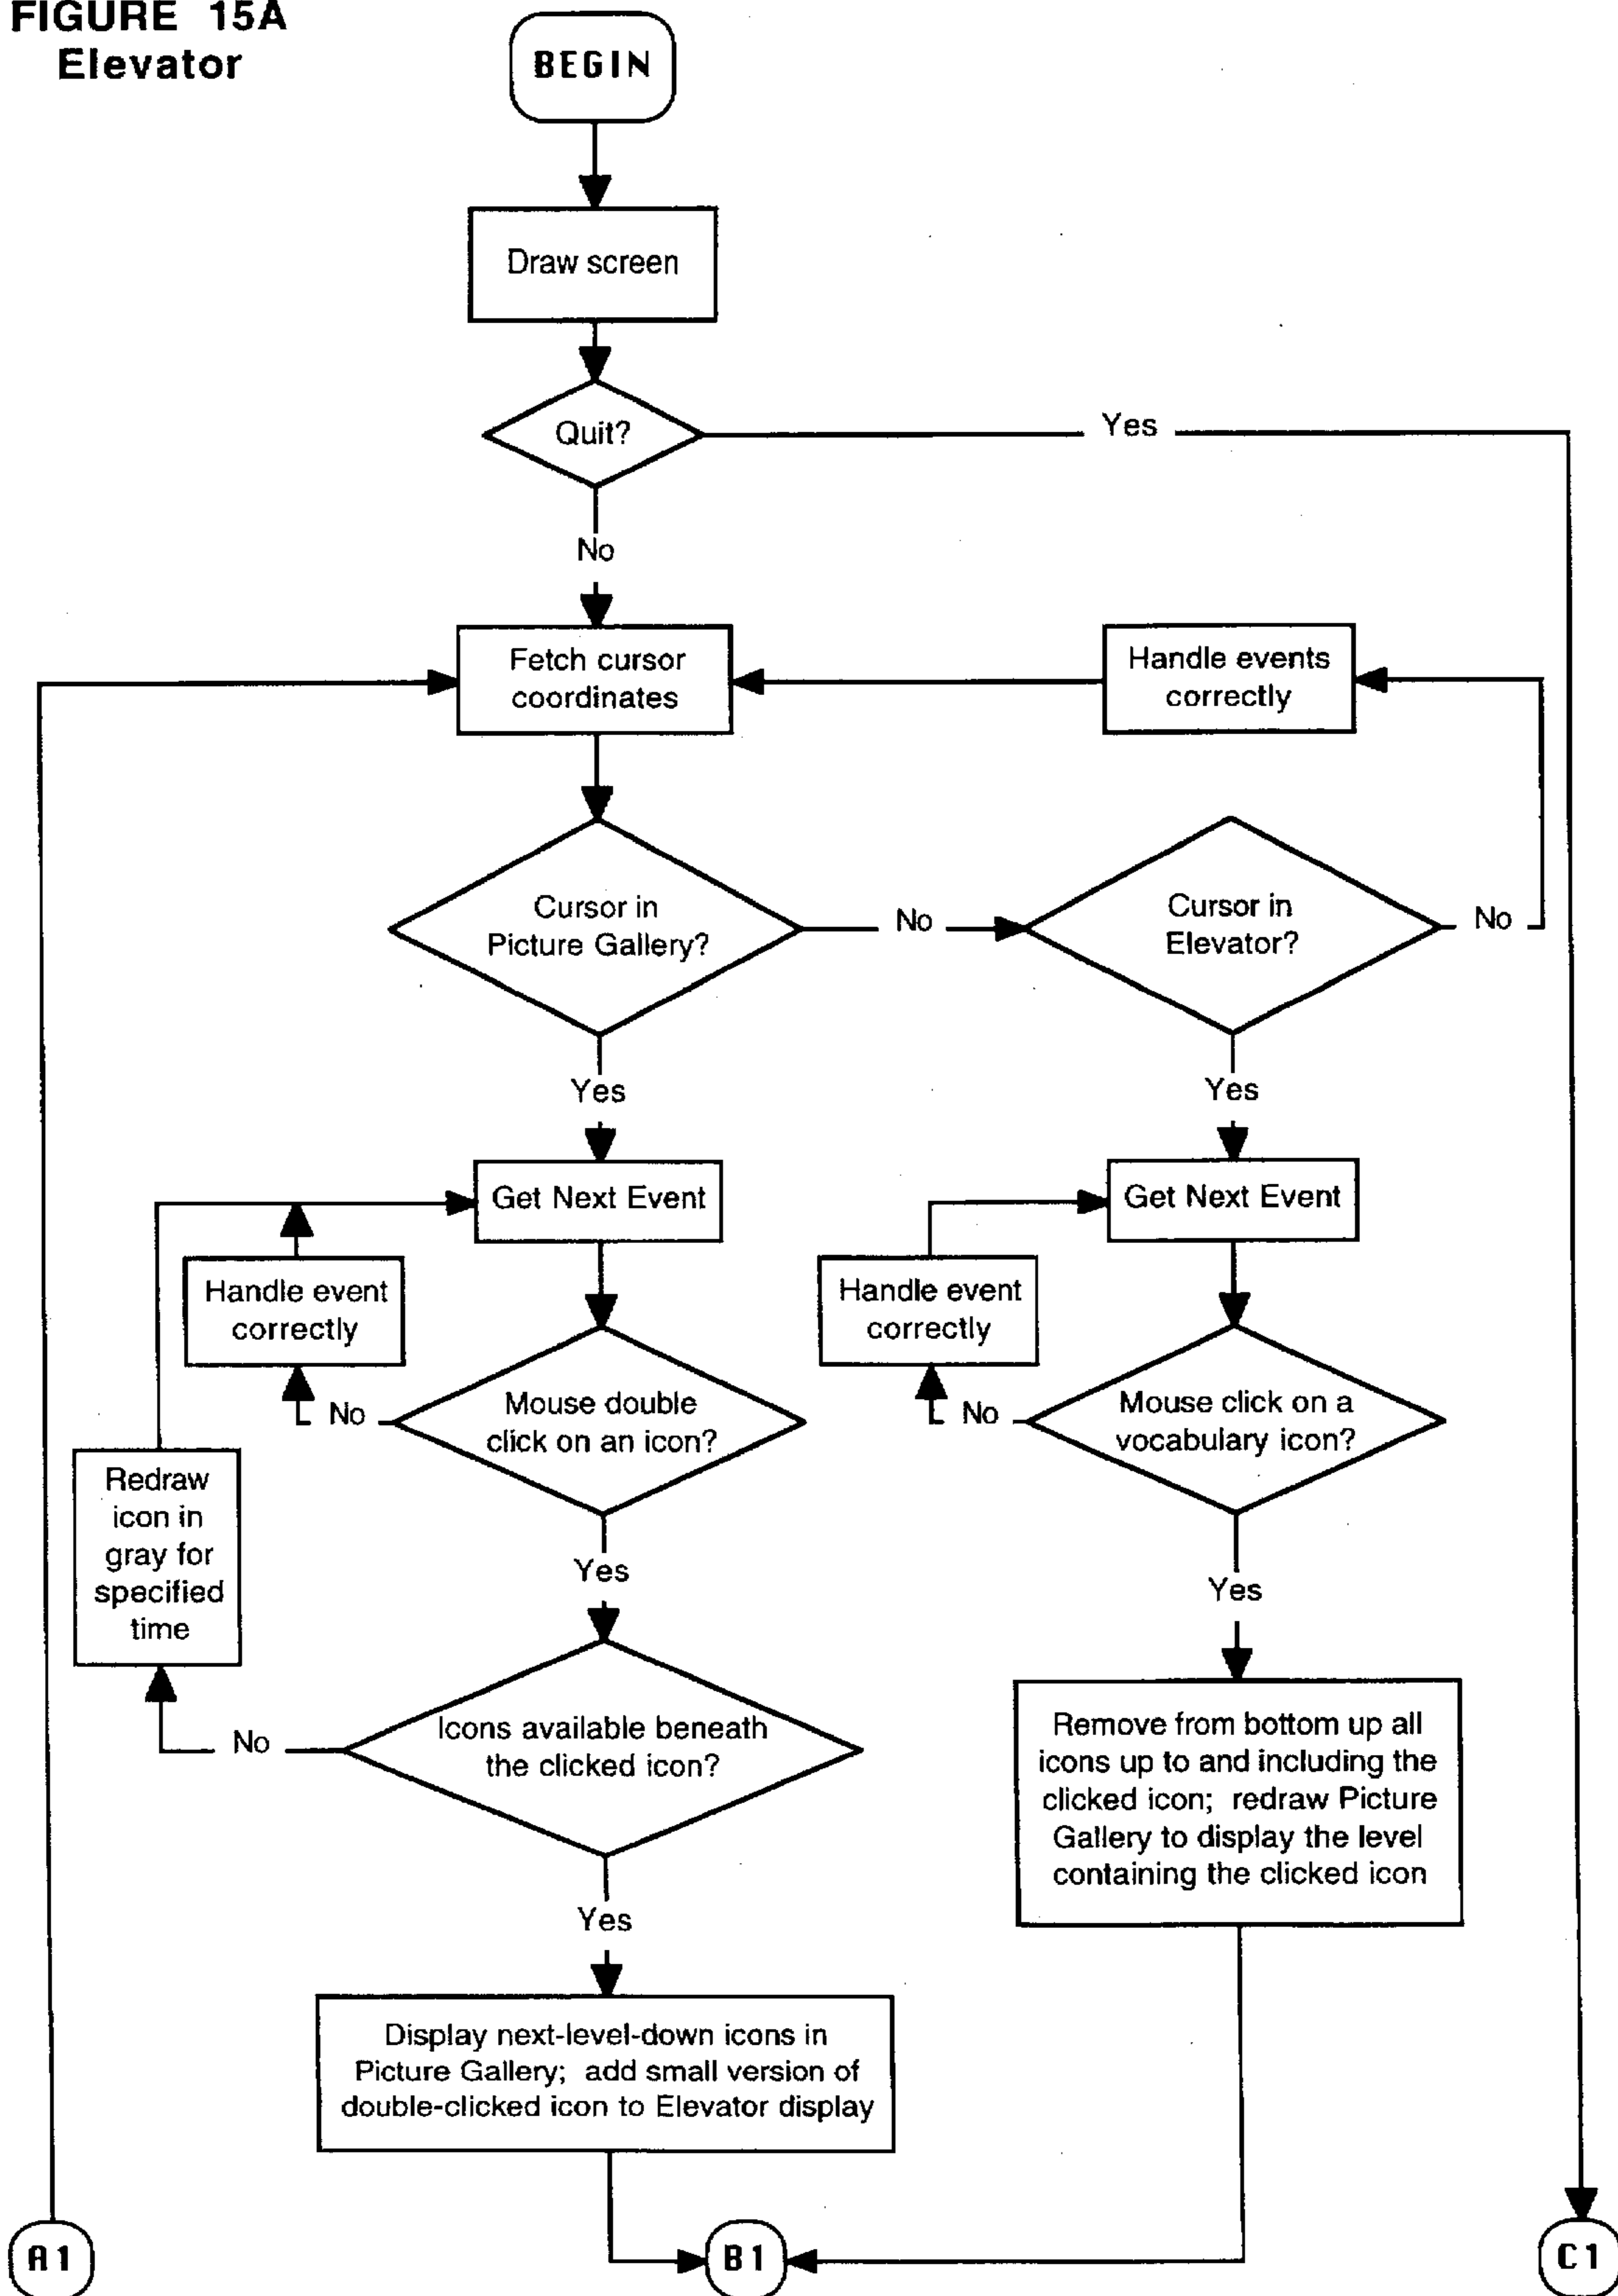 FIGURE 15A
Elevator
BEGIN
Draw screen
Quit?
Yes
No
Fetch cursor
coordinates
Handle events
correctly
Cursor in
Picture Gallery?
No
Cursor in
Elevator?
No
Yes
Yes
Get Next Event
Get Next Event
Handle event
correctly
Handle event
correctly
Mouse double
click on an icon?
No
Mouse click on a
vocabulary icon?
No
Redraw
icon in
gray for
specified
time
Yes
Yes
Icons available beneath
the clicked icon?
No
Remove from bottom up all
icons up to and including the
clicked icon; redraw Picture
Gallery to display the level
containing the clicked icon
Yes
Display next-level-down icons in
Picture Gallery; add small version of
double-clicked icon to Elevator display
A1
B1
C1